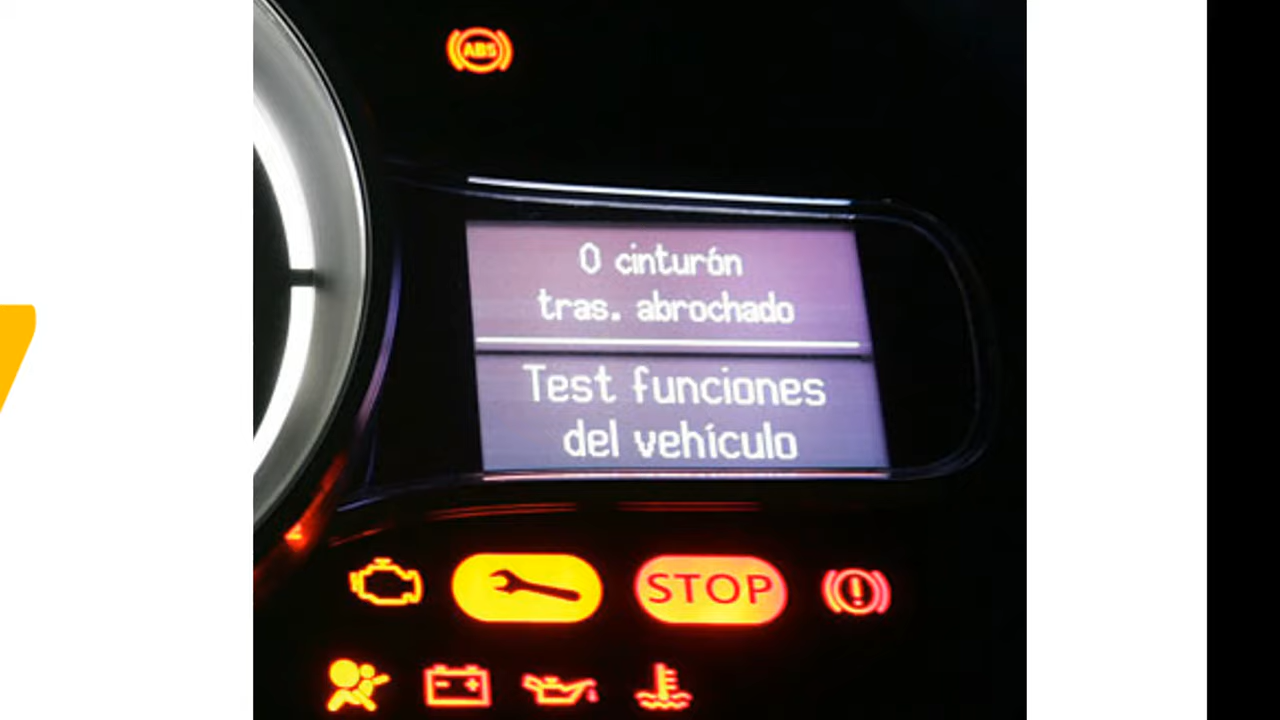 ABS
0 cinturón
tras. abrochado
Test funciones
del vehículo
STOP